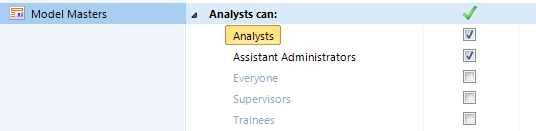 Model Masters
Analysts can:
Analysts
Assistant Administrators
Everyone
Supervisors
Trainees